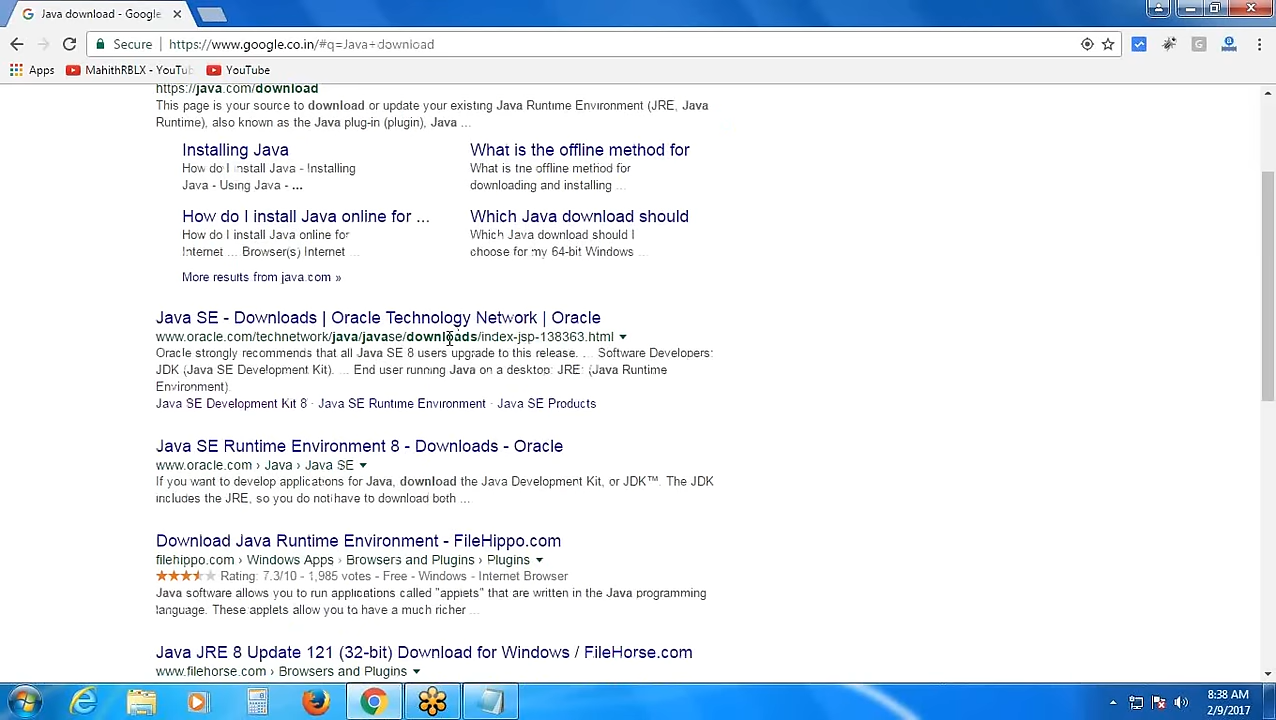 Java download - Google
Secure https://www.google.co.in/#q=Java+download
Apps MahithRBLX - YouTu YouTube
https://java.com/download
This page is your source to download or update your existing Java Runtime Environment (JRE, Java
Runtime), also known as the Java plug-in (plugin), Java ...
Installing Java
How do I install Java - Installing
Java - Using Java - ...
What is the offline method for
What is the offline method for
downloading and installing ...
How do I install Java online for ...
How do I install Java online for
Internet ... Browser(s) Internet ...
Which Java download should
Which Java download should I
choose for my 64-bit Windows ...
More results from java.com »
Java SE - Downloads | Oracle Technology Network | Oracle
www.oracle.com/technetwork/java/javase/downloads/index-jsp-138363.html
Oracle strongly recommends that all Java SE 8 users upgrade to this release. ... Software Developers:
JDK (Java SE Development Kit). ... End user running Java on a desktop: JRE: (Java Runtime
Environment).
Java SE Development Kit 8 - Java SE Runtime Environment - Java SE Products
Java SE Runtime Environment 8 - Downloads - Oracle
www.oracle.com › Java › Java SE
If you want to develop applications for Java, download the Java Development Kit, or JDK™. The JDK
includes the JRE, so you do not have to download both ...
Download Java Runtime Environment - FileHippo.com
filehippo.com › Windows Apps › Browsers and Plugins › Plugins
Rating: 7.3/10 - 1,985 votes - Free - Windows - Internet Browser
Java software allows you to run applications called "applets" that are written in the Java programming
language. These applets allow you to have a much richer ...
Java JRE 8 Update 121 (32-bit) Download for Windows / FileHorse.com
www.filehorse.com › Browsers and Plugins
8:38 AM
2/9/2017